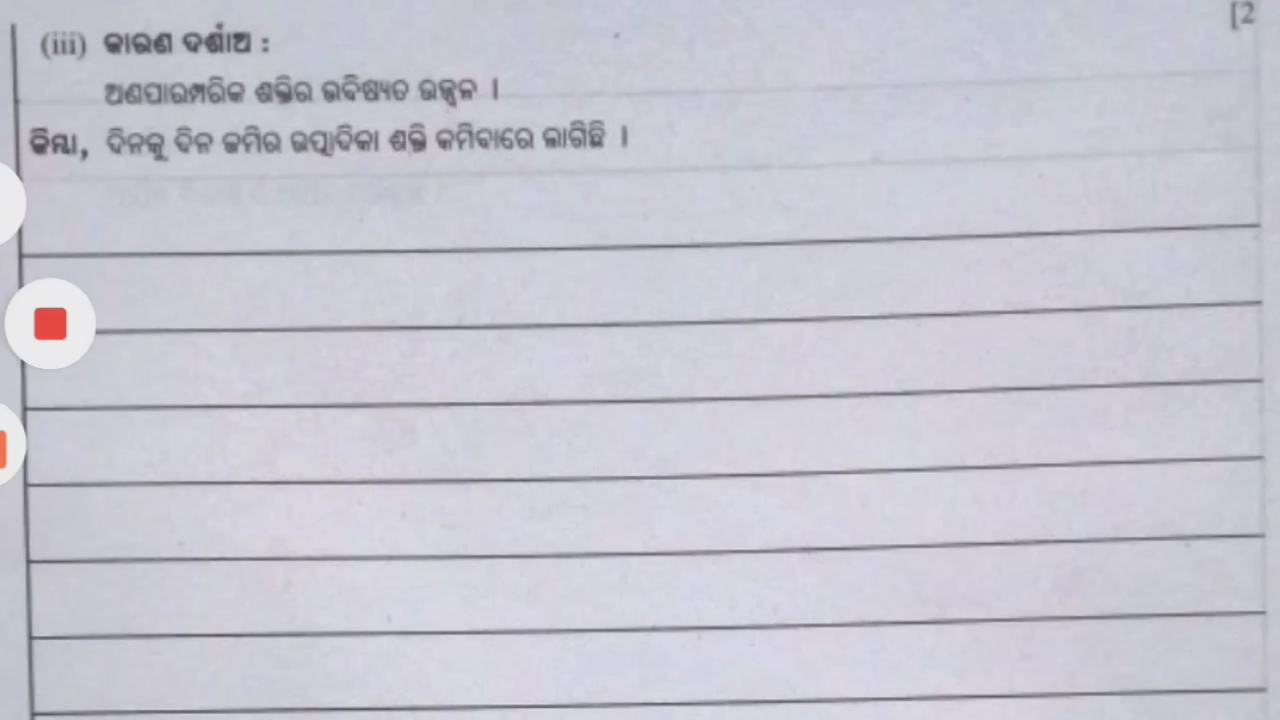 [2
(iii) କାରଣ ଦର୍ଶାଅ :
ଅଣପାରମ୍ପରିକ ଶକ୍ତିର ଭବିଷ୍ୟତ ଉଜ୍ଜ୍ୱଳ ।
କିମ୍ବା, ଦିନକୁ ଦିନ ଜମିର ଉତ୍ପାଦିକା ଶକ୍ତି କମିବାରେ ଲାଗିଛି ।